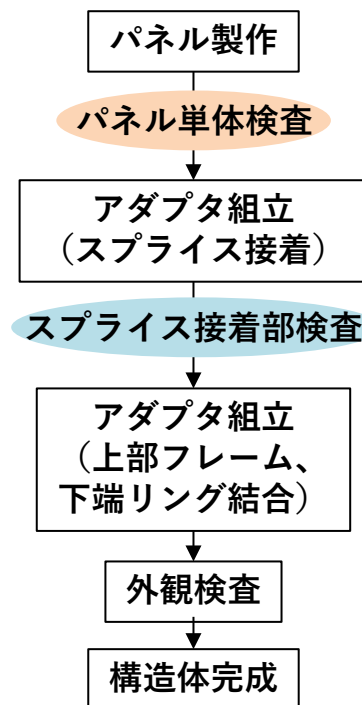 パネル製作
パネル単体検査
アダプタ組立
（スプライス接着）
スプライス接着部検査
アダプタ組立
（上部フレーム、
下端リング結合）
外観検査
構造体完成